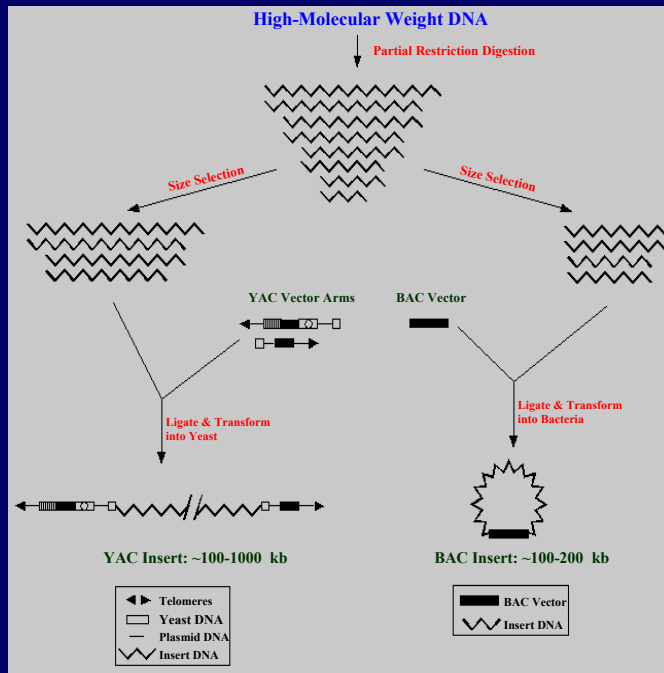 High-Molecular Weight DNA
Partial Restriction Digestion
Size Selection
Size Selection
YAC Vector Arms
BAC Vector
Ligate & Transform
into Yeast
Ligate & Transform
into Bacteria
YAC Insert: ~100-1000 kb
BAC Insert: ~100-200 kb
Telomeres
Yeast DNA
Plasmid DNA
Insert DNA
BAC Vector
Insert DNA